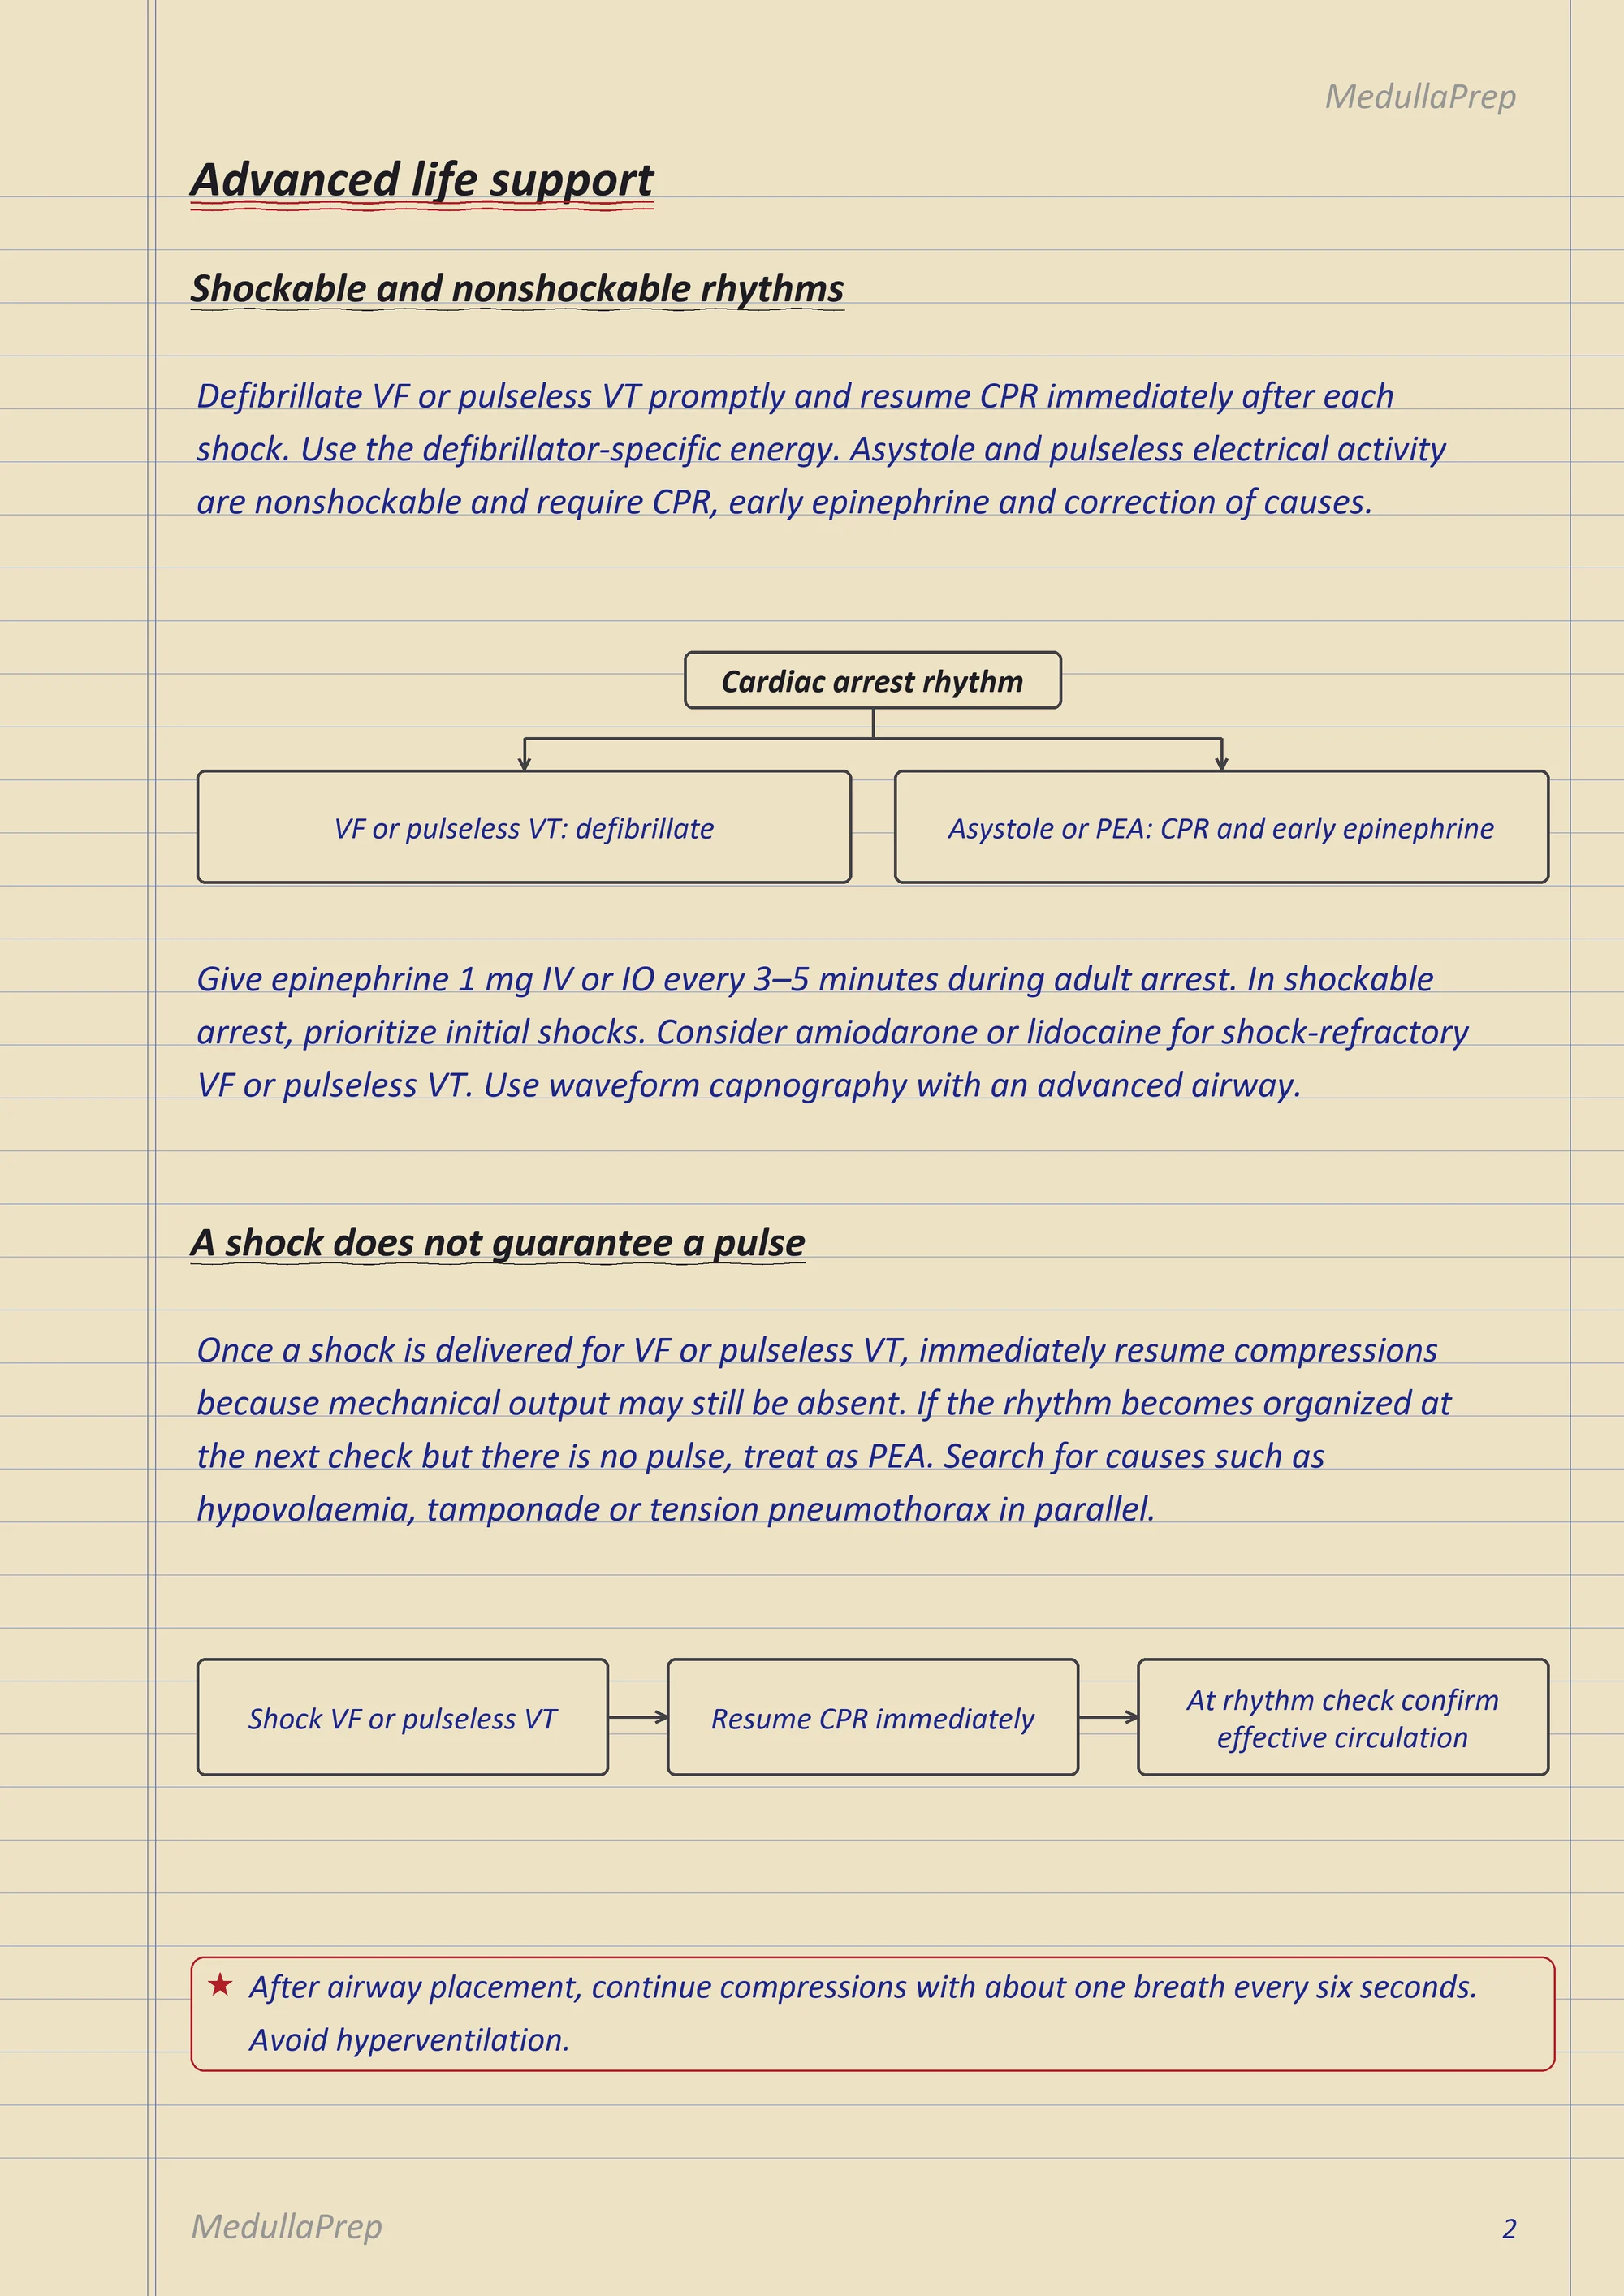 MedullaPrep
Advanced life support
Shockable and nonshockable rhythms
Defibrillate VF or pulseless VT promptly and resume CPR immediately after each
shock. Use the defibrillator-specific energy. Asystole and pulseless electrical activity
are nonshockable and require CPR, early epinephrine and correction of causes.
Cardiac arrest rhythm
VF or pulseless VT: defibrillate
Asystole or PEA: CPR and early epinephrine
Give epinephrine 1 mg IV or IO every 3–5 minutes during adult arrest. In shockable
arrest, prioritize initial shocks. Consider amiodarone or lidocaine for shock-refractory
VF or pulseless VT. Use waveform capnography with an advanced airway.
A shock does not guarantee a pulse
Once a shock is delivered for VF or pulseless VT, immediately resume compressions
because mechanical output may still be absent. If the rhythm becomes organized at
the next check but there is no pulse, treat as PEA. Search for causes such as
hypovolaemia, tamponade or tension pneumothorax in parallel.
Shock VF or pulseless VT
Resume CPR immediately
At rhythm check confirm
effective circulation
★ After airway placement, continue compressions with about one breath every six seconds.
Avoid hyperventilation.
MedullaPrep
2